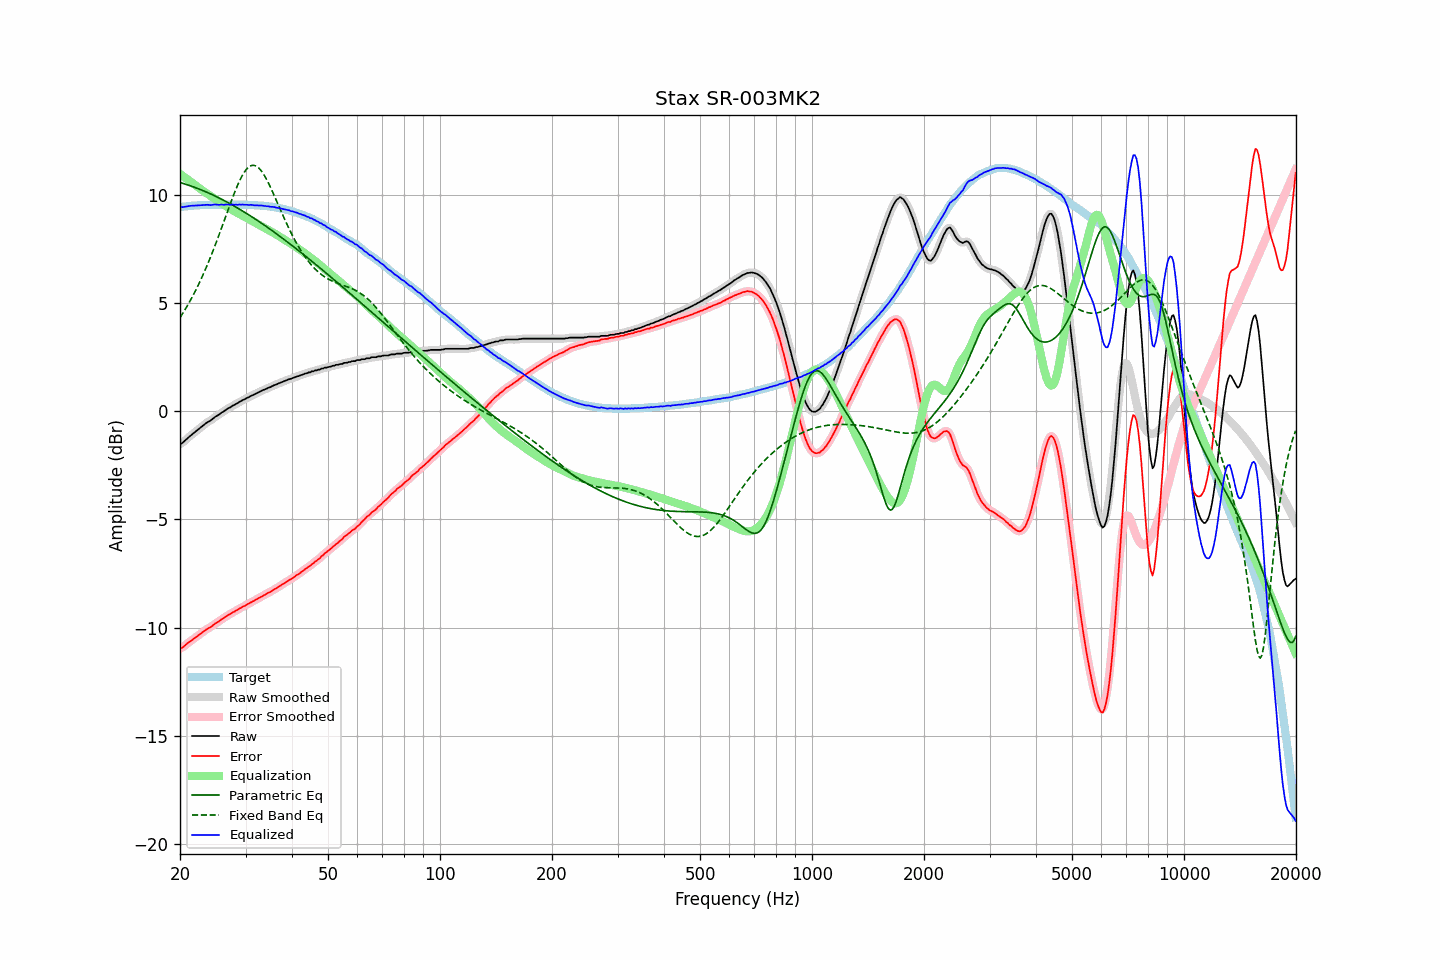 Stax SR-003MK2
Amplitude (dBr)
10
5
0
−5
−10
−15
−20
Target
Raw Smoothed
Error Smoothed
Raw
Error
Equalization
Parametric Eq
Fixed Band Eq
Equalized
20 50 100 200 500 1000 2000 5000 10000 20000
Frequency (Hz)